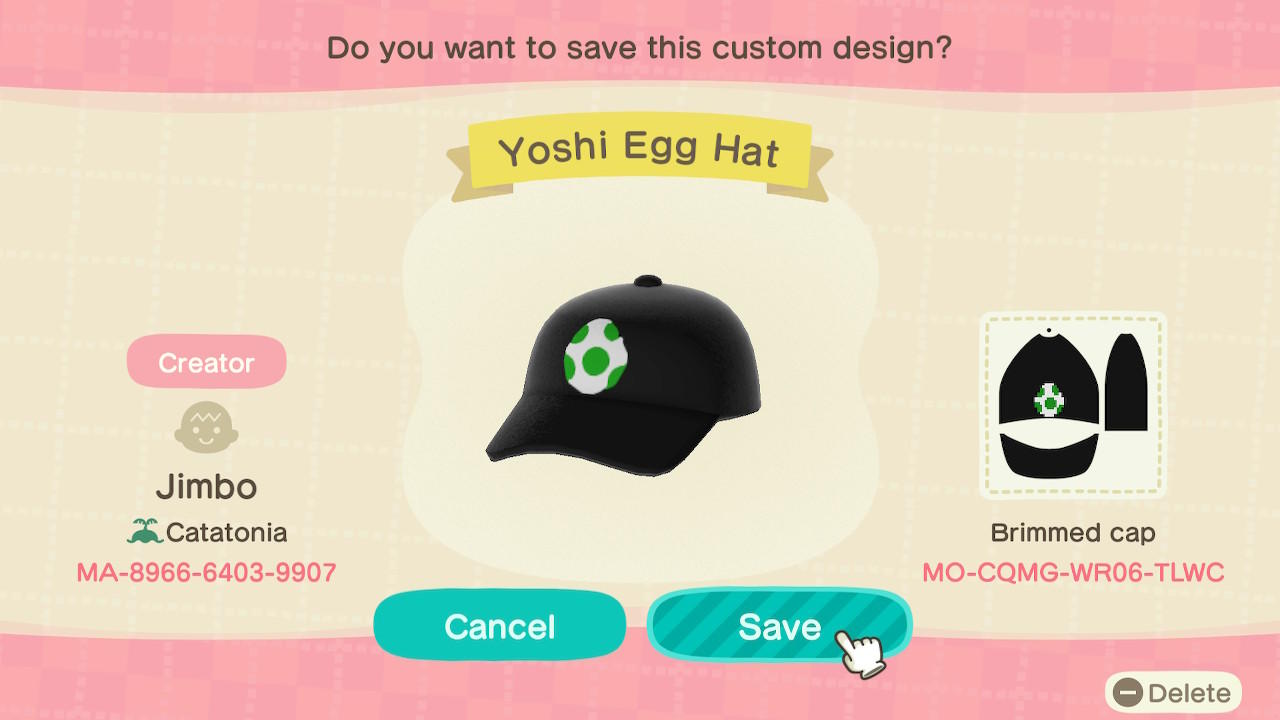 Do you want to save this custom design?
Yoshi Egg Hat
Creator
Jimbo
Catatonia
MA-8966-6403-9907
Brimmed cap
MO-CQMG-WR06-TLWC
Cancel
Save
Delete